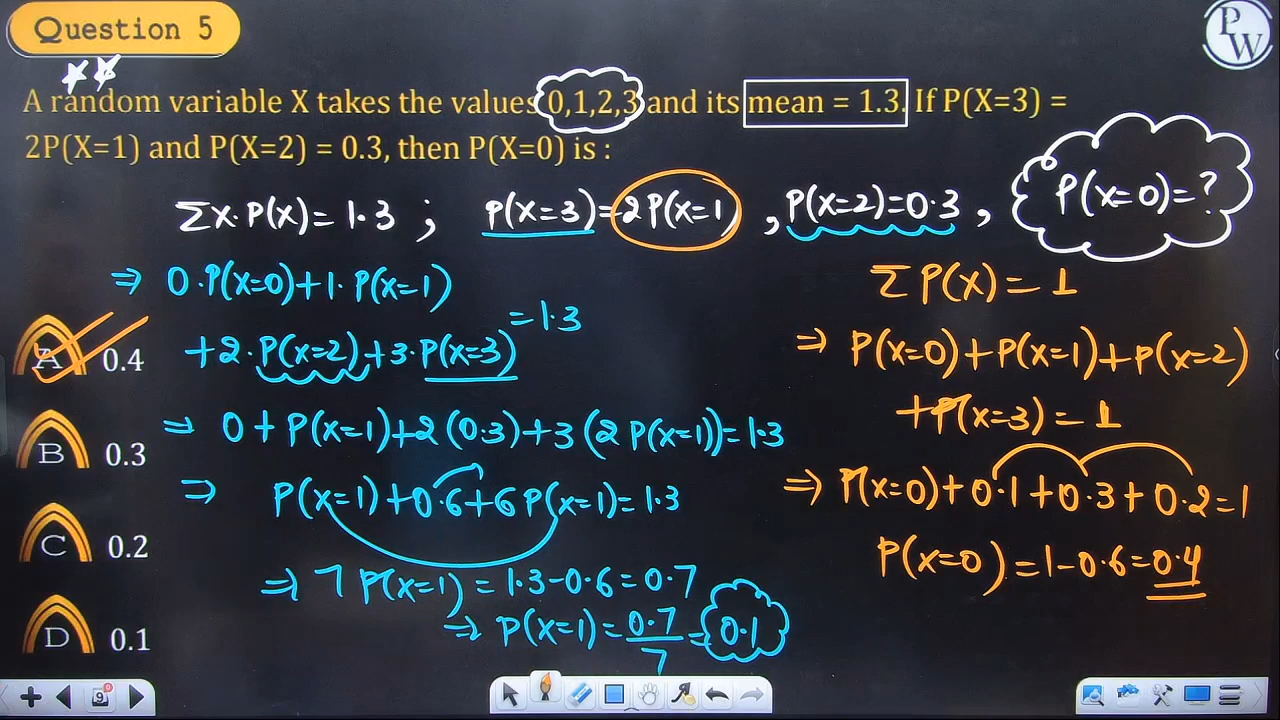 Question 5
PW
A random variable X takes the values 0,1,2,3 and its mean = 1.3. If P(X=3) =
2P(X=1) and P(X=2) = 0.3, then P(X=0) is :
Σx·P(x)=1·3 ; P(x=3)=2P(x=1) , P(x=2)=0·3 , P(x=0)=?
⇒ 0·P(x=0)+1·P(x=1)
+2·P(x=2)+3·P(x=3) =1·3
⇒ 0+P(x=1)+2(0·3)+3(2P(x=1))=1·3
⇒ P(x=1)+0·6+6P(x=1)=1·3
⇒ 7P(x=1)=1·3-0·6=0·7
⇒ P(x=1)=0·7/7=0·1
ΣP(x)=1
⇒ P(x=0)+P(x=1)+P(x=2)
+P(x=3)=1
⇒ P(x=0)+0·1+0·3+0·2=1
P(x=0)=1-0·6=0·4
A 0.4
B 0.3
C 0.2
D 0.1
9